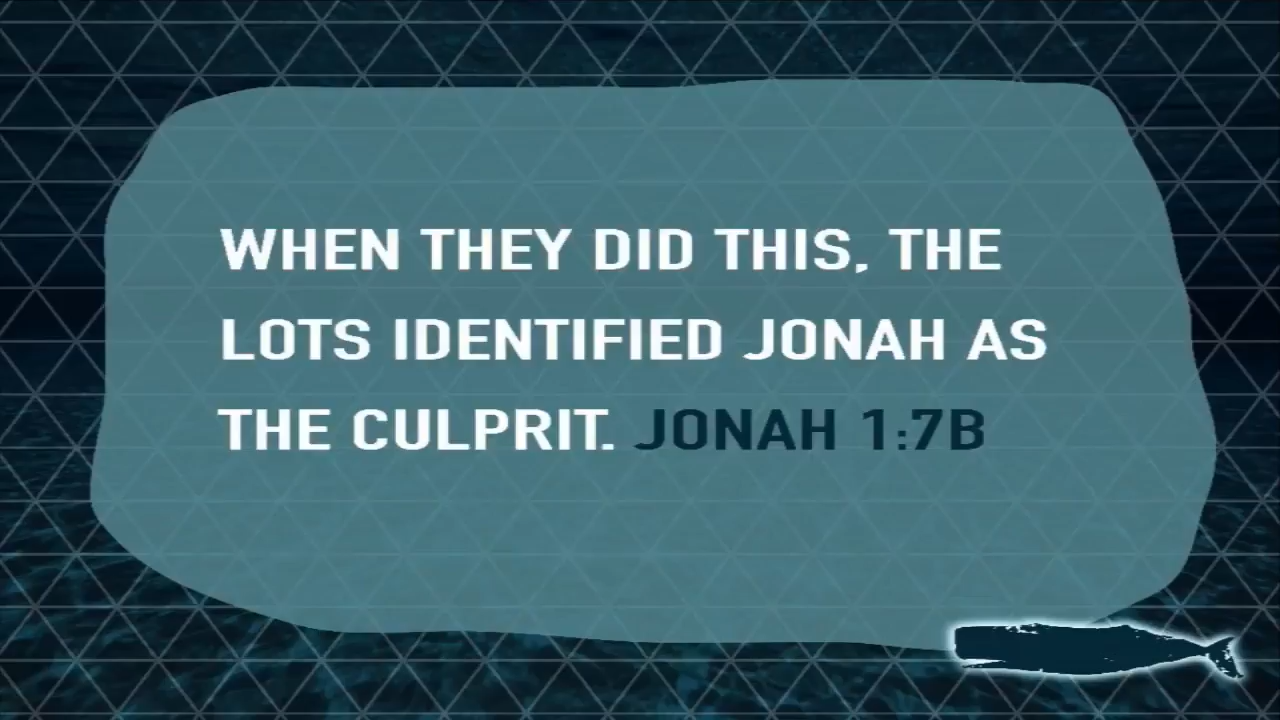 WHEN THEY DID THIS, THE
LOTS IDENTIFIED JONAH AS
THE CULPRIT. JONAH 1:7B